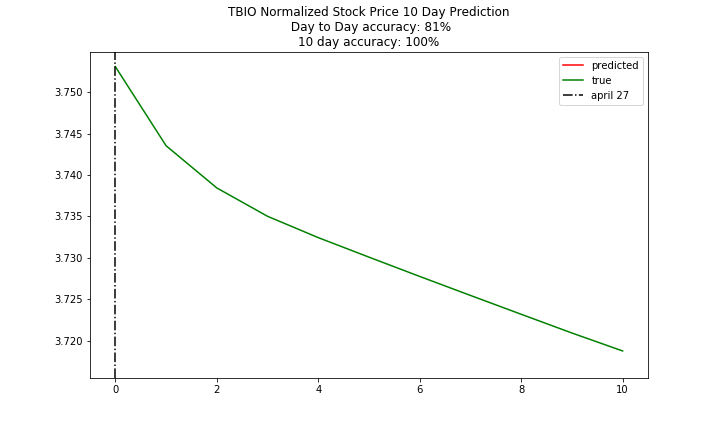 TBIO Normalized Stock Price 10 Day Prediction
Day to Day accuracy: 81%
10 day accuracy: 100%
predicted
true
april 27
3.750
3.745
3.740
3.735
3.730
3.725
3.720
0 2 4 6 8 10